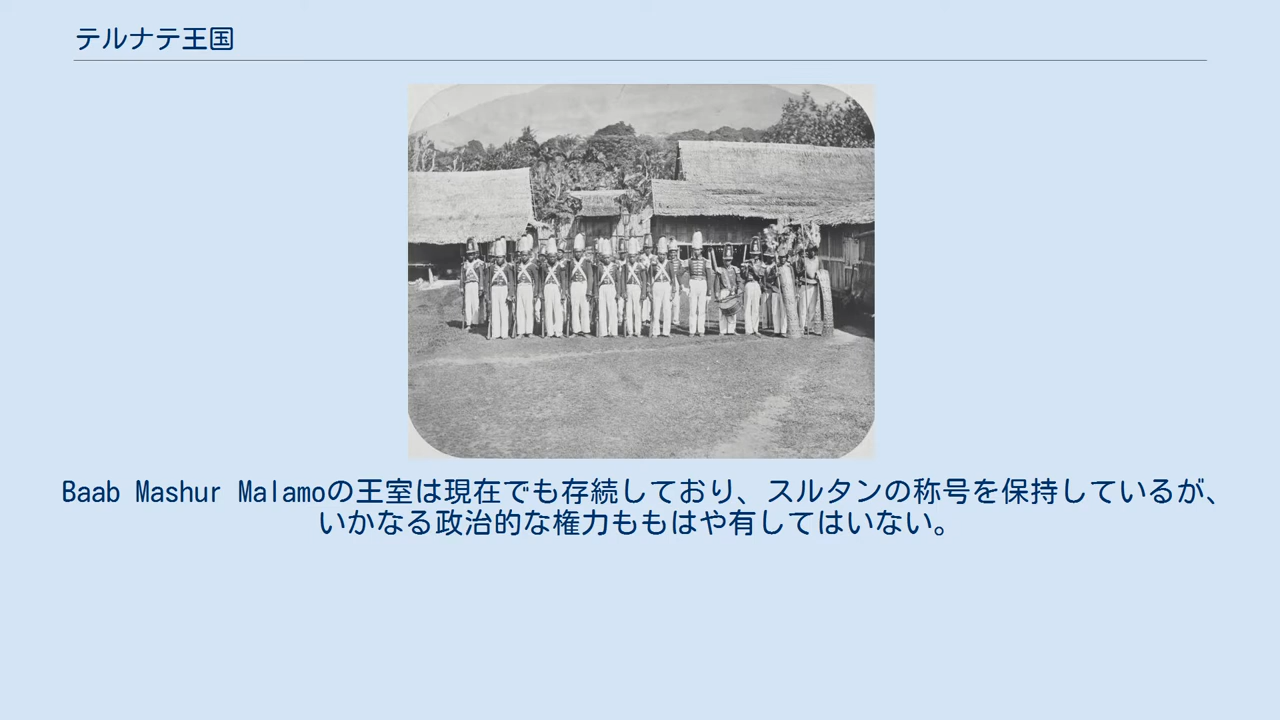 テルナテ王国
Baab Mashur Malamoの王室は現在でも存続しており、スルタンの称号を保持しているが、
いかなる政治的な権力ももはや有してはいない。